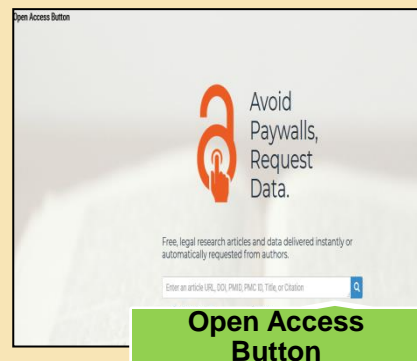 Open Access Button
Avoid
Paywalls,
Request
Data.
Free, legal research articles and data delivered instantly or
automatically requested from authors.
Enter an article URL, DOI, PMID, PMC ID, Title, or Citation
Open Access
Button